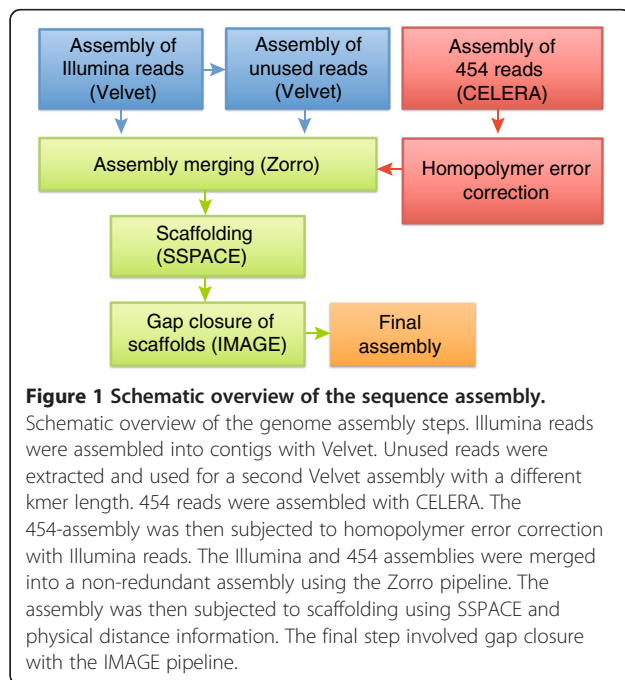 Assembly of
Illumina reads
(Velvet)
Assembly of
unused reads
(Velvet)
Assembly of
454 reads
(CELERA)
Assembly merging (Zorro)
Homopolymer error
correction
Scaffolding
(SSPACE)
Gap closure of
scaffolds (IMAGE)
Final
assembly
Figure 1 Schematic overview of the sequence assembly.
Schematic overview of the genome assembly steps. Illumina reads
were assembled into contigs with Velvet. Unused reads were
extracted and used for a second Velvet assembly with a different
kmer length. 454 reads were assembled with CELERA. The
454-assembly was then subjected to homopolymer error correction
with Illumina reads. The Illumina and 454 assemblies were merged
into a non-redundant assembly using the Zorro pipeline. The
assembly was then subjected to scaffolding using SSPACE and
physical distance information. The final step involved gap closure
with the IMAGE pipeline.